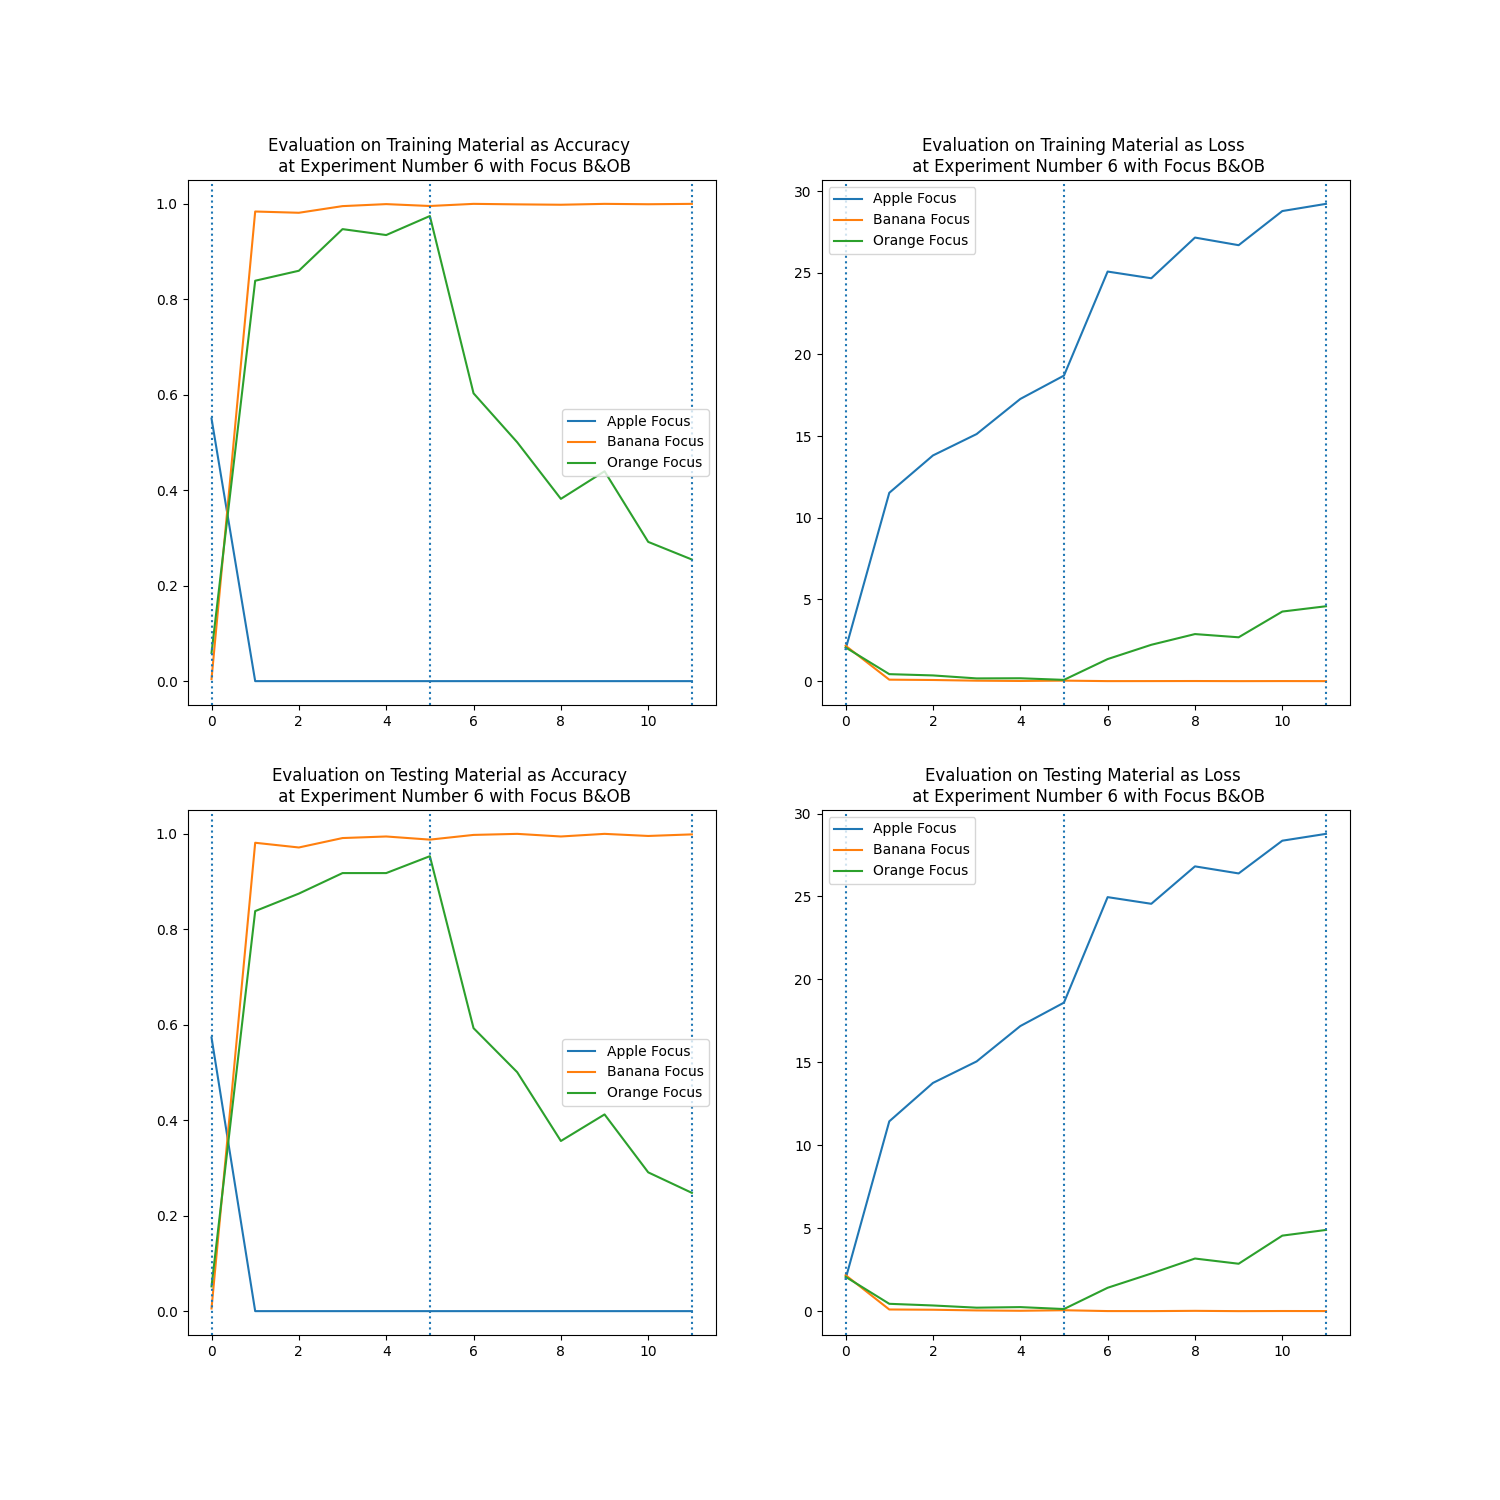 Evaluation on Training Material as Accuracy
at Experiment Number 6 with Focus B&OB
1.0
0.8
0.6
0.4
0.2
0.0
0 2 4 6 8 10
Apple Focus
Banana Focus
Orange Focus
Evaluation on Training Material as Loss
at Experiment Number 6 with Focus B&OB
30
25
20
15
10
5
0
0 2 4 6 8 10
Apple Focus
Banana Focus
Orange Focus
Evaluation on Testing Material as Accuracy
at Experiment Number 6 with Focus B&OB
1.0
0.8
0.6
0.4
0.2
0.0
0 2 4 6 8 10
Apple Focus
Banana Focus
Orange Focus
Evaluation on Testing Material as Loss
at Experiment Number 6 with Focus B&OB
30
25
20
15
10
5
0
0 2 4 6 8 10
Apple Focus
Banana Focus
Orange Focus